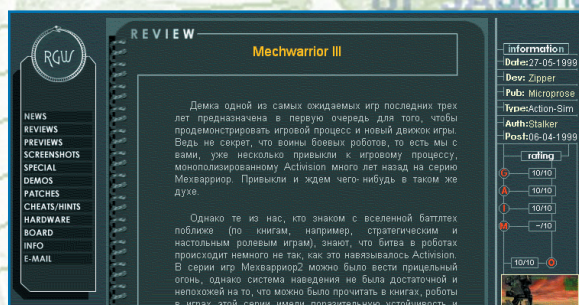 REVIEW
RGW
Mechwarrior III
NEWS
REVIEWS
PREVIEWS
SCREENSHOTS
SPECIAL
DEMOS
PATCHES
CHEATS/HINTS
HARDWARE
BOARD
INFO
E-MAIL
Демка одной из самых ожидаемых игр последних трех
лет предназначена в первую очередь для того, чтобы
продемонстрировать игровой процесс и новый движок игры.
Ведь не секрет, что воины боевых роботов, то есть мы с
вами, уже несколько привыкли к игровому процессу,
монополизированному Activision много лет назад на серию
Мехварриор. Привыкли и ждем чего- нибудь в таком же
духе.
Однако те из нас, кто знаком с вселенной баттлтех
поближе (по книгам, например, стратегическим и
настольным ролевым играм), знают, что битва в роботах
происходит немного не так, как это навязывалось Activision.
В серии игр Мехварриор2 можно было вести прицельный
огонь, однако система наведения не была достаточной и
непохожей на то, что можно было прочитать в книгах, роботы
в играх этой серии имели поразительную устойчивость и
information
Date:27-05-1999
Dev: Zipper
Pub: Microprose
Type:Action-Sim
Auth:Stalker
Post:06-04-1999
rating
G 10/10
A 10/10
I 10/10
M -/10
10/10 O